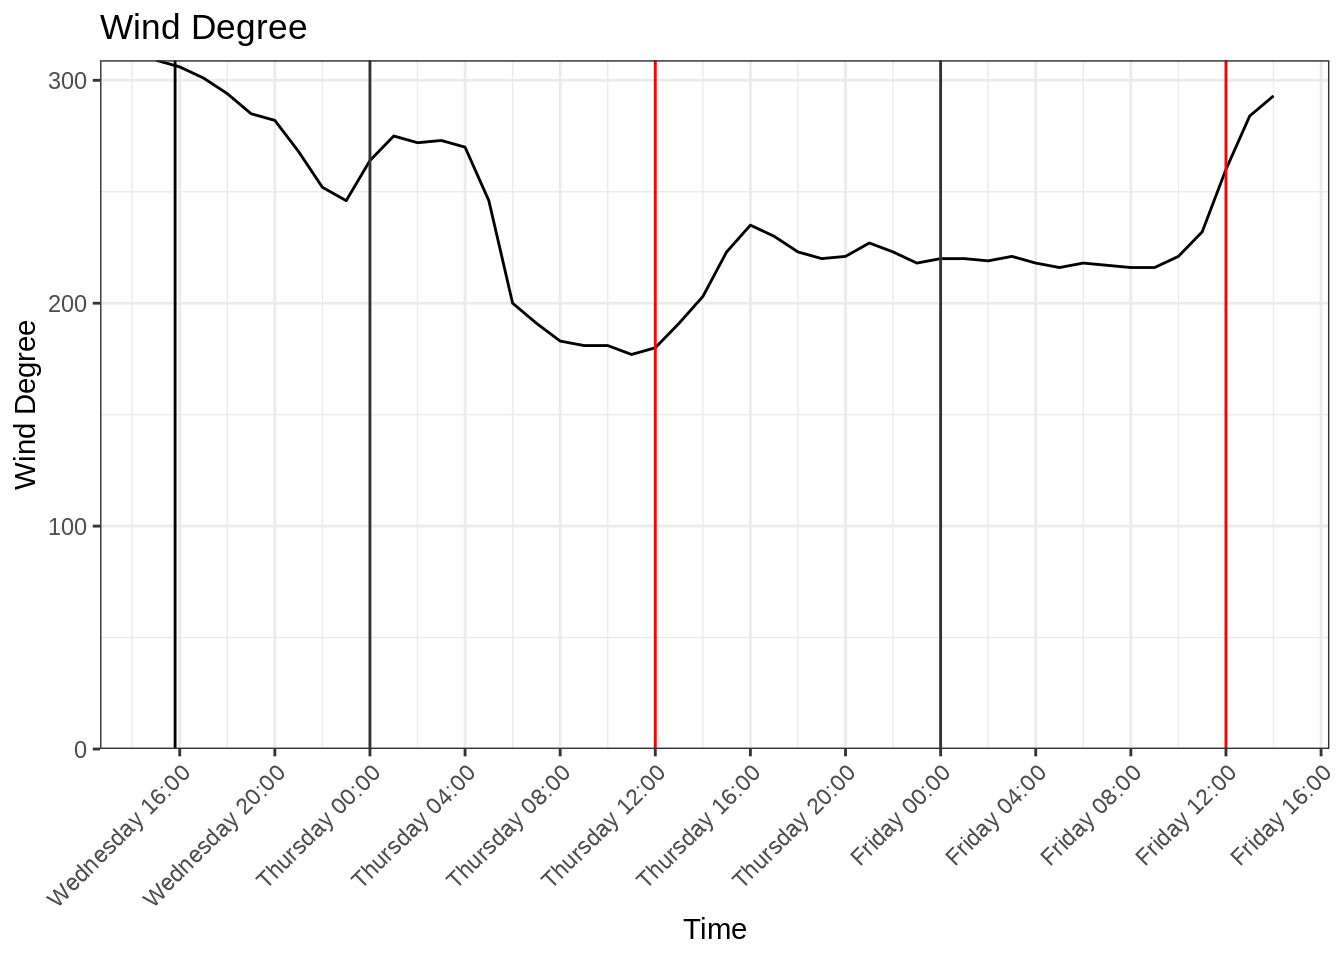 Wind Degree
Wind Degree
300
200
100
0
Wednesday 16:00
Wednesday 20:00
Thursday 00:00
Thursday 04:00
Thursday 08:00
Thursday 12:00
Thursday 16:00
Thursday 20:00
Friday 00:00
Friday 04:00
Friday 08:00
Friday 12:00
Friday 16:00
Time